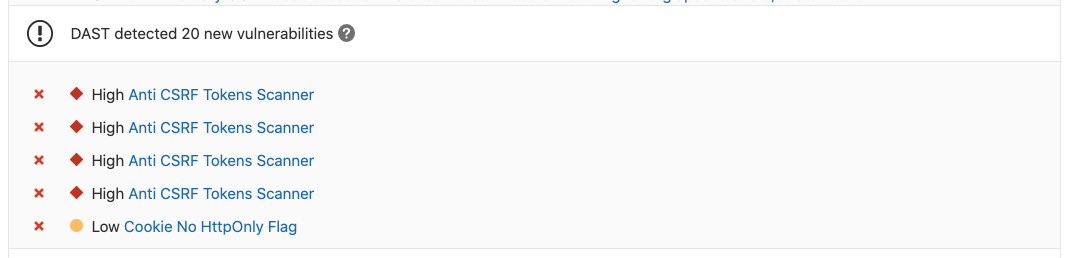 DAST detected 20 new vulnerabilities ?
High Anti CSRF Tokens Scanner
High Anti CSRF Tokens Scanner
High Anti CSRF Tokens Scanner
High Anti CSRF Tokens Scanner
Low Cookie No HttpOnly Flag